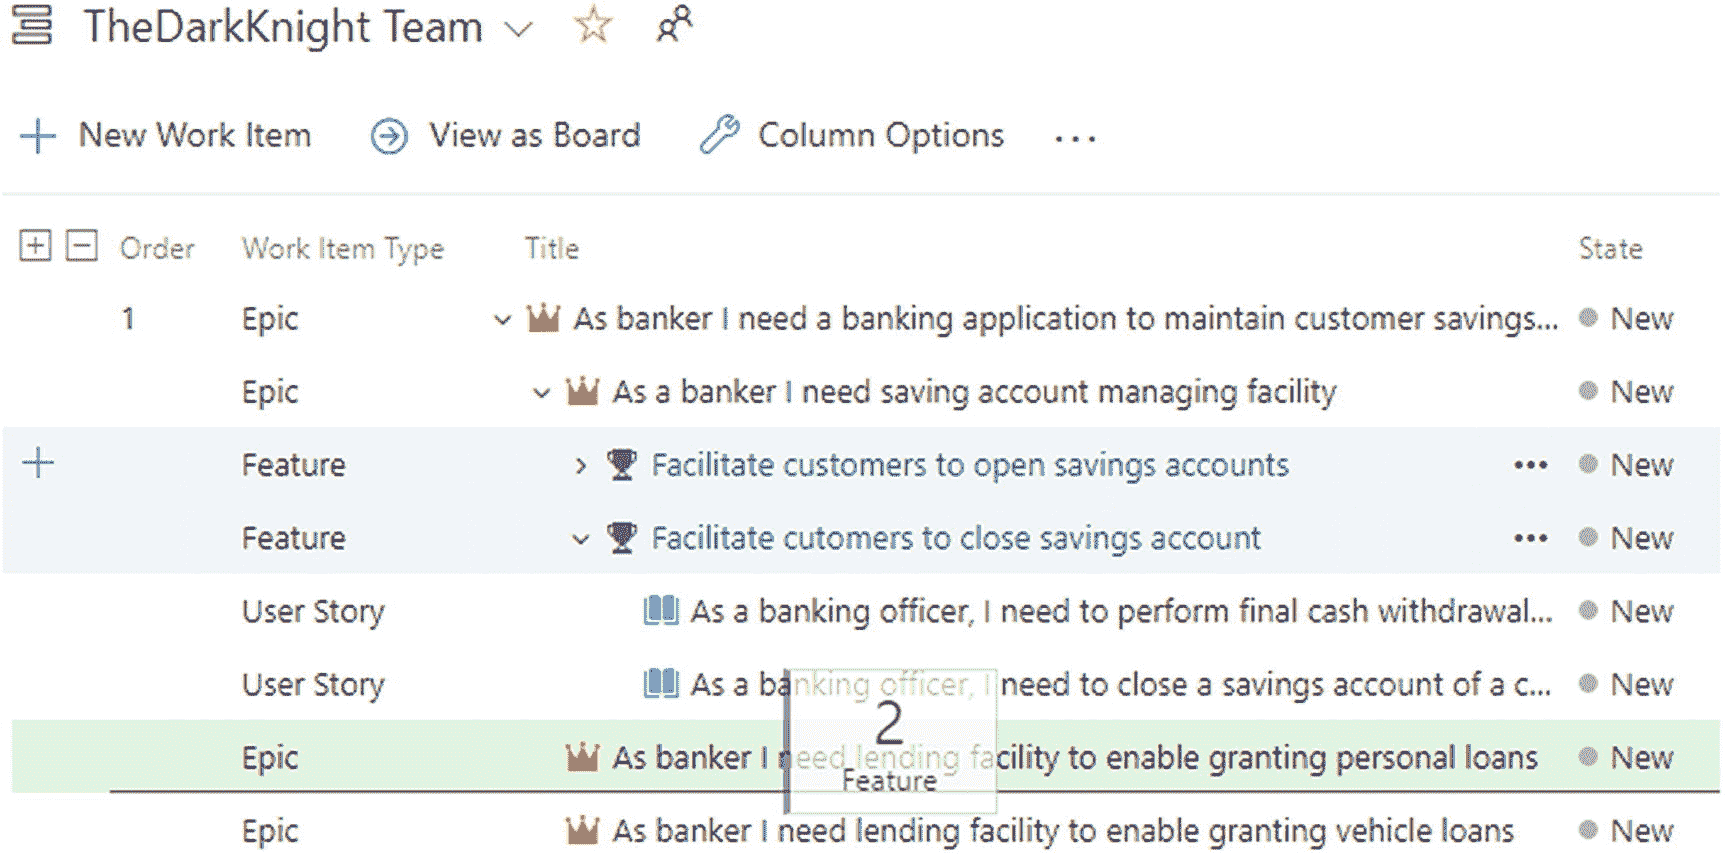 TheDarkKnight Team
New Work Item View as Board Column Options ...
Order Work Item Type Title State
1 Epic As banker I need a banking application to maintain customer savings... New
Epic As a banker I need saving account managing facility New
Feature Facilitate customers to open savings accounts ... New
Feature Facilitate cutomers to close savings account ... New
User Story As a banking officer, I need to perform final cash withdrawal... New
User Story As a banking officer, I need to close a savings account of a c... New
2
Epic As banker I need lending facility to enable granting personal loans New
Feature
Epic As banker I need lending facility to enable granting vehicle loans New